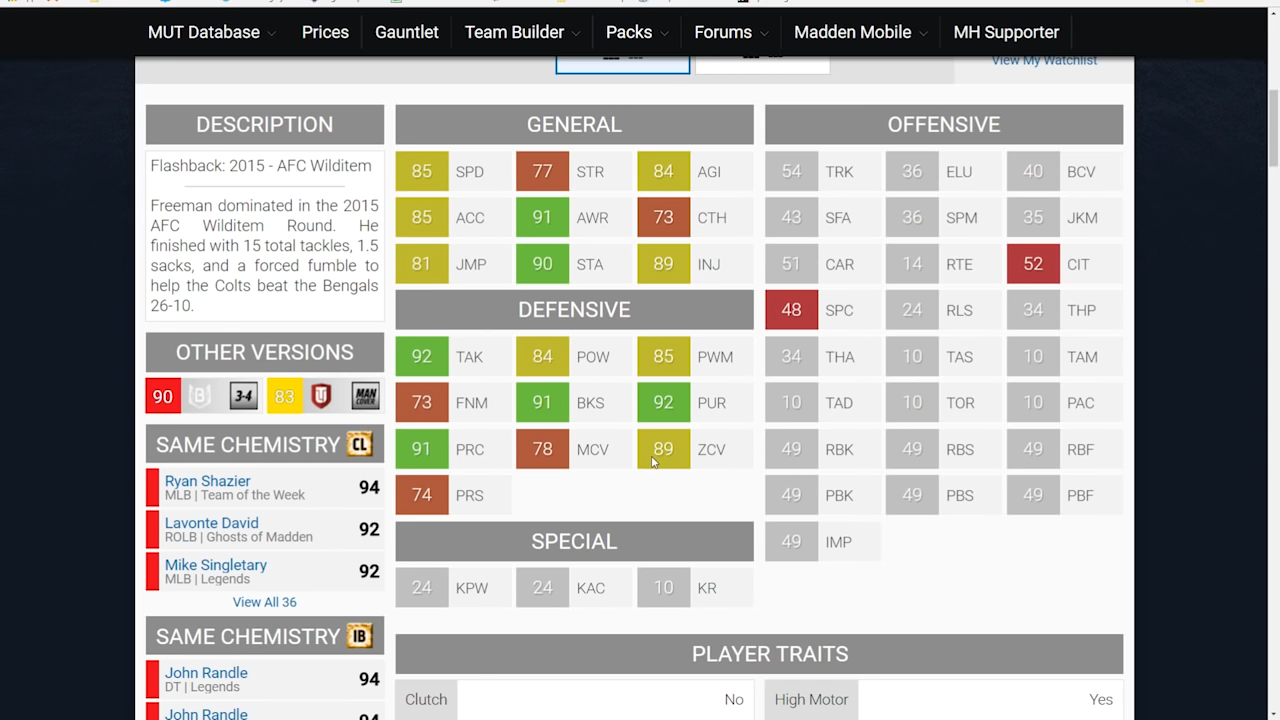 MUT Database
Prices
Gauntlet
Team Builder
Packs
Forums
Madden Mobile
MH Supporter
View My Watchlist
DESCRIPTION
Flashback: 2015 - AFC Wilditem
Freeman dominated in the 2015
AFC Wilditem Round. He
finished with 15 total tackles, 1.5
sacks, and a forced fumble to
help the Colts beat the Bengals
26-10.
OTHER VERSIONS
90 B 3-4 83 U MAN COVER
SAME CHEMISTRY CL
Ryan Shazier
MLB | Team of the Week
94
Lavonte David
ROLB | Ghosts of Madden
92
Mike Singletary
MLB | Legends
92
View All 36
SAME CHEMISTRY IB
John Randle
DT | Legends
94
John Randle
94
GENERAL
85 SPD 77 STR 84 AGI
85 ACC 91 AWR 73 CTH
81 JMP 90 STA 89 INJ
DEFENSIVE
92 TAK 84 POW 85 PWM
73 FNM 91 BKS 92 PUR
91 PRC 78 MCV 89 ZCV
74 PRS
SPECIAL
24 KPW 24 KAC 10 KR
OFFENSIVE
54 TRK 36 ELU 40 BCV
43 SFA 36 SPM 35 JKM
51 CAR 14 RTE 52 CIT
48 SPC 24 RLS 34 THP
34 THA 10 TAS 10 TAM
10 TAD 10 TOR 10 PAC
49 RBK 49 RBS 49 RBF
49 PBK 49 PBS 49 PBF
49 IMP
PLAYER TRAITS
Clutch No
High Motor Yes